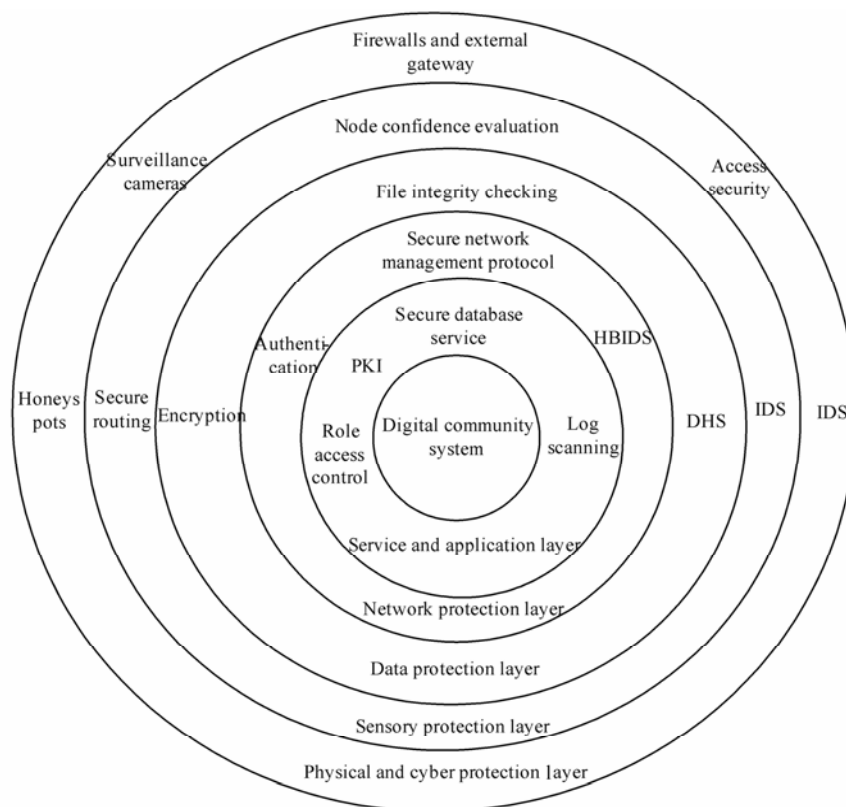 Firewalls and external
gateway
Node confidence evaluation
Surveillance
cameras
Access
security
File integrity checking
Secure network
management protocol
Secure database
service
Authenti-
cation
HBIDS
PKI
Honeys
pots
Secure
routing
Encryption
Role
access
control
Digital community
system
Log
scanning
DHS
IDS
IDS
Service and application layer
Network protection layer
Data protection layer
Sensory protection layer
Physical and cyber protection layer